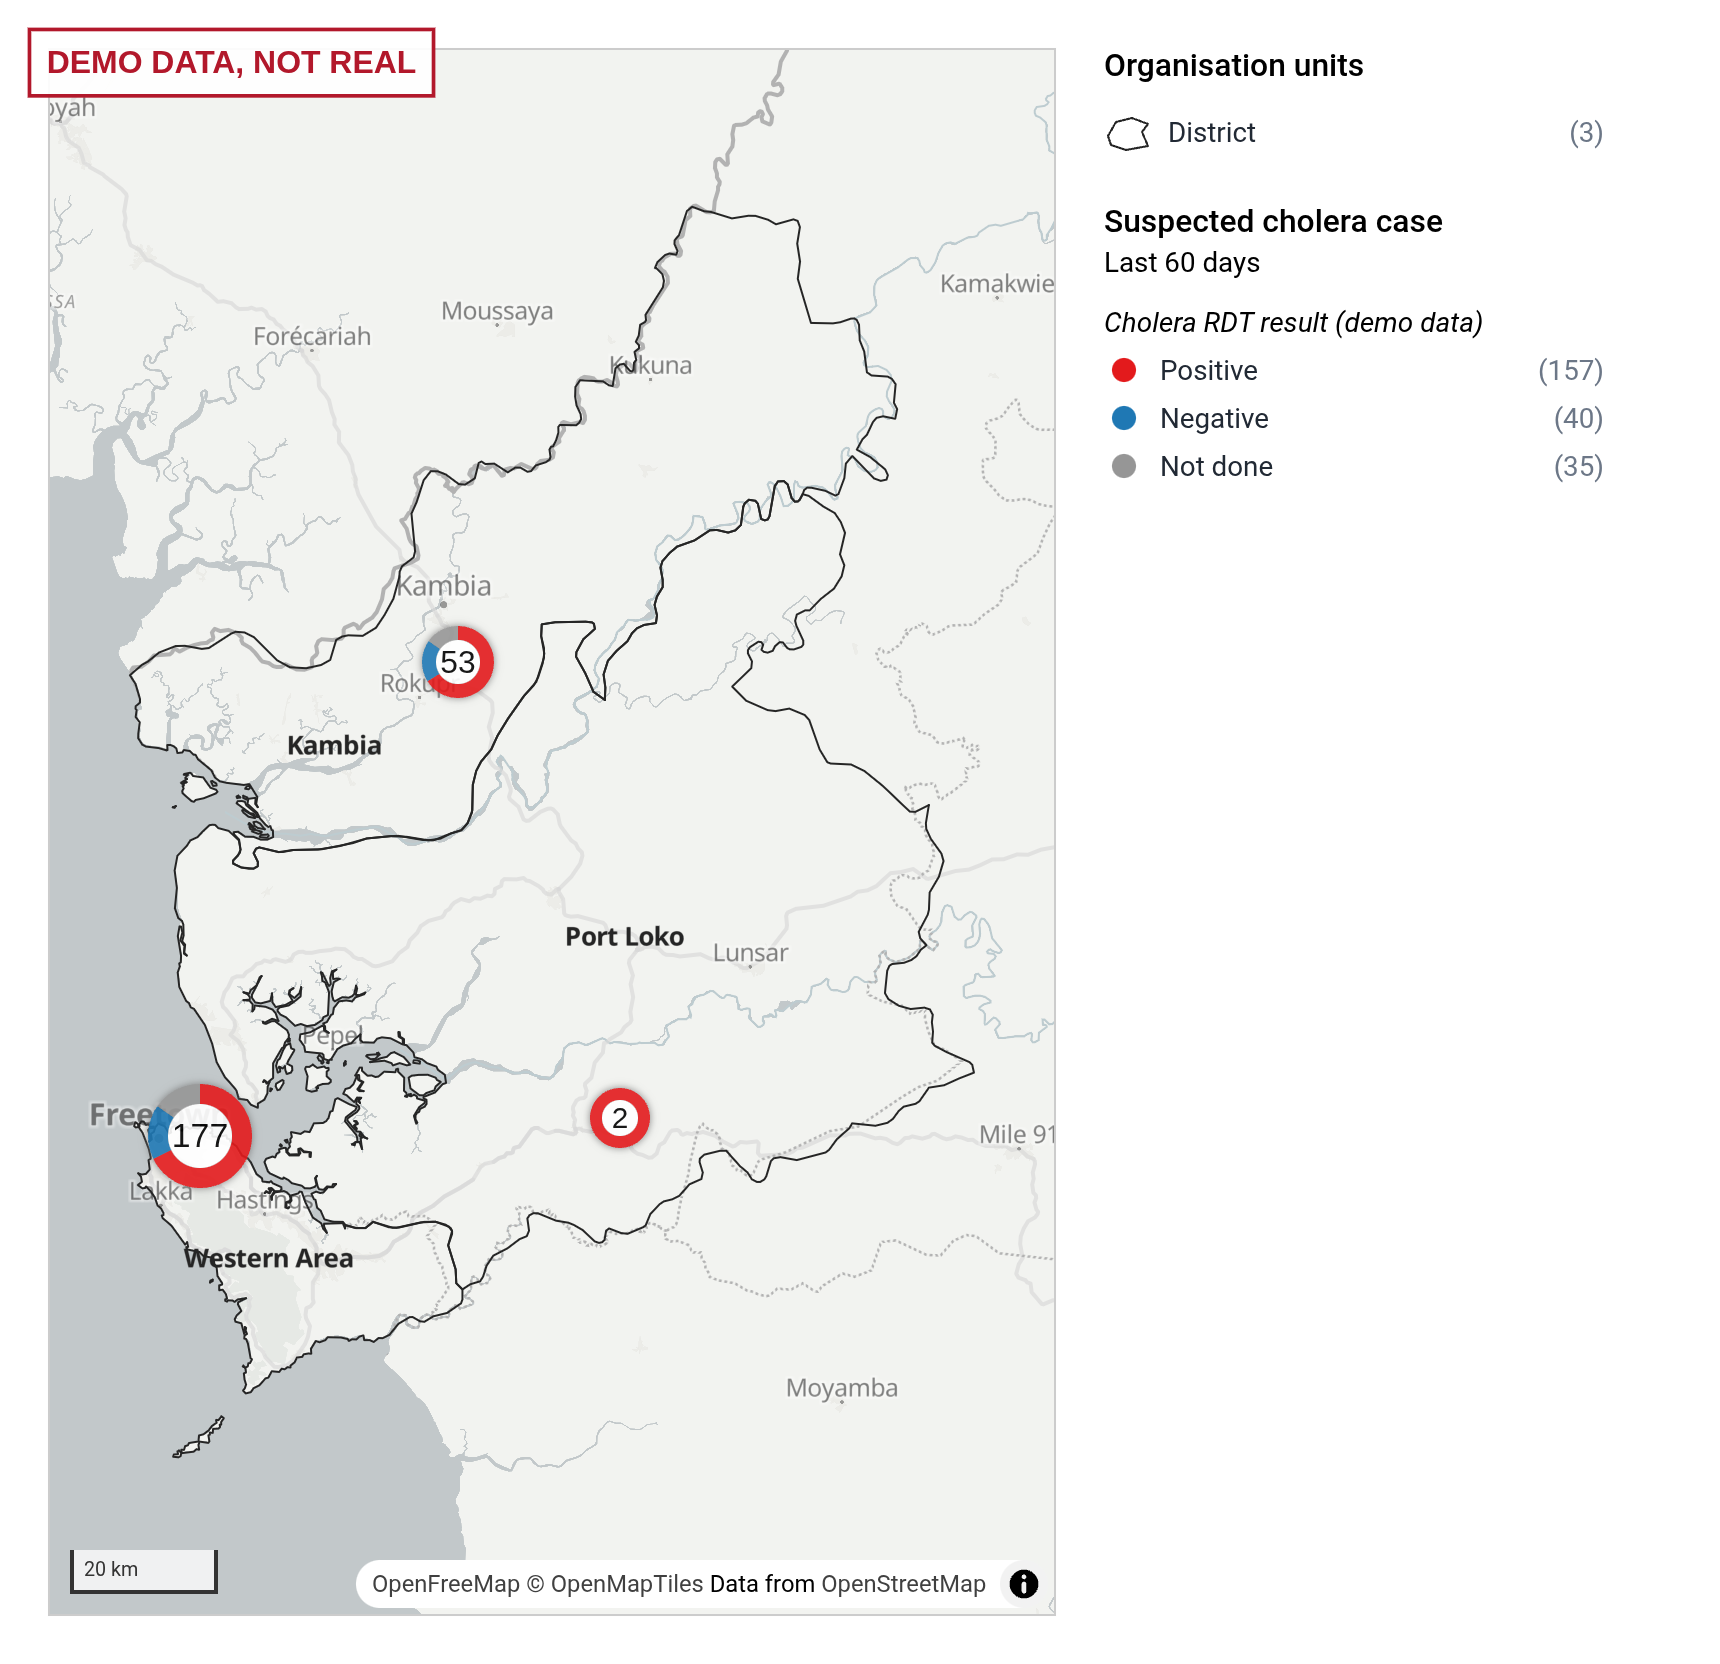 DEMO DATA, NOT REAL
Organisation units
District (3)
Suspected cholera case
Last 60 days
Cholera RDT result (demo data)
Positive (157)
Negative (40)
Not done (35)
Kamakwie
Moussaya
Forécariah
Kukuna
Kambia
53
Kambia
Port Loko
Lunsar
Pepel
2
177
Mile 91
Lakka
Hastings
Western Area
Moyamba
20 km
OpenFreeMap © OpenMapTiles Data from OpenStreetMap